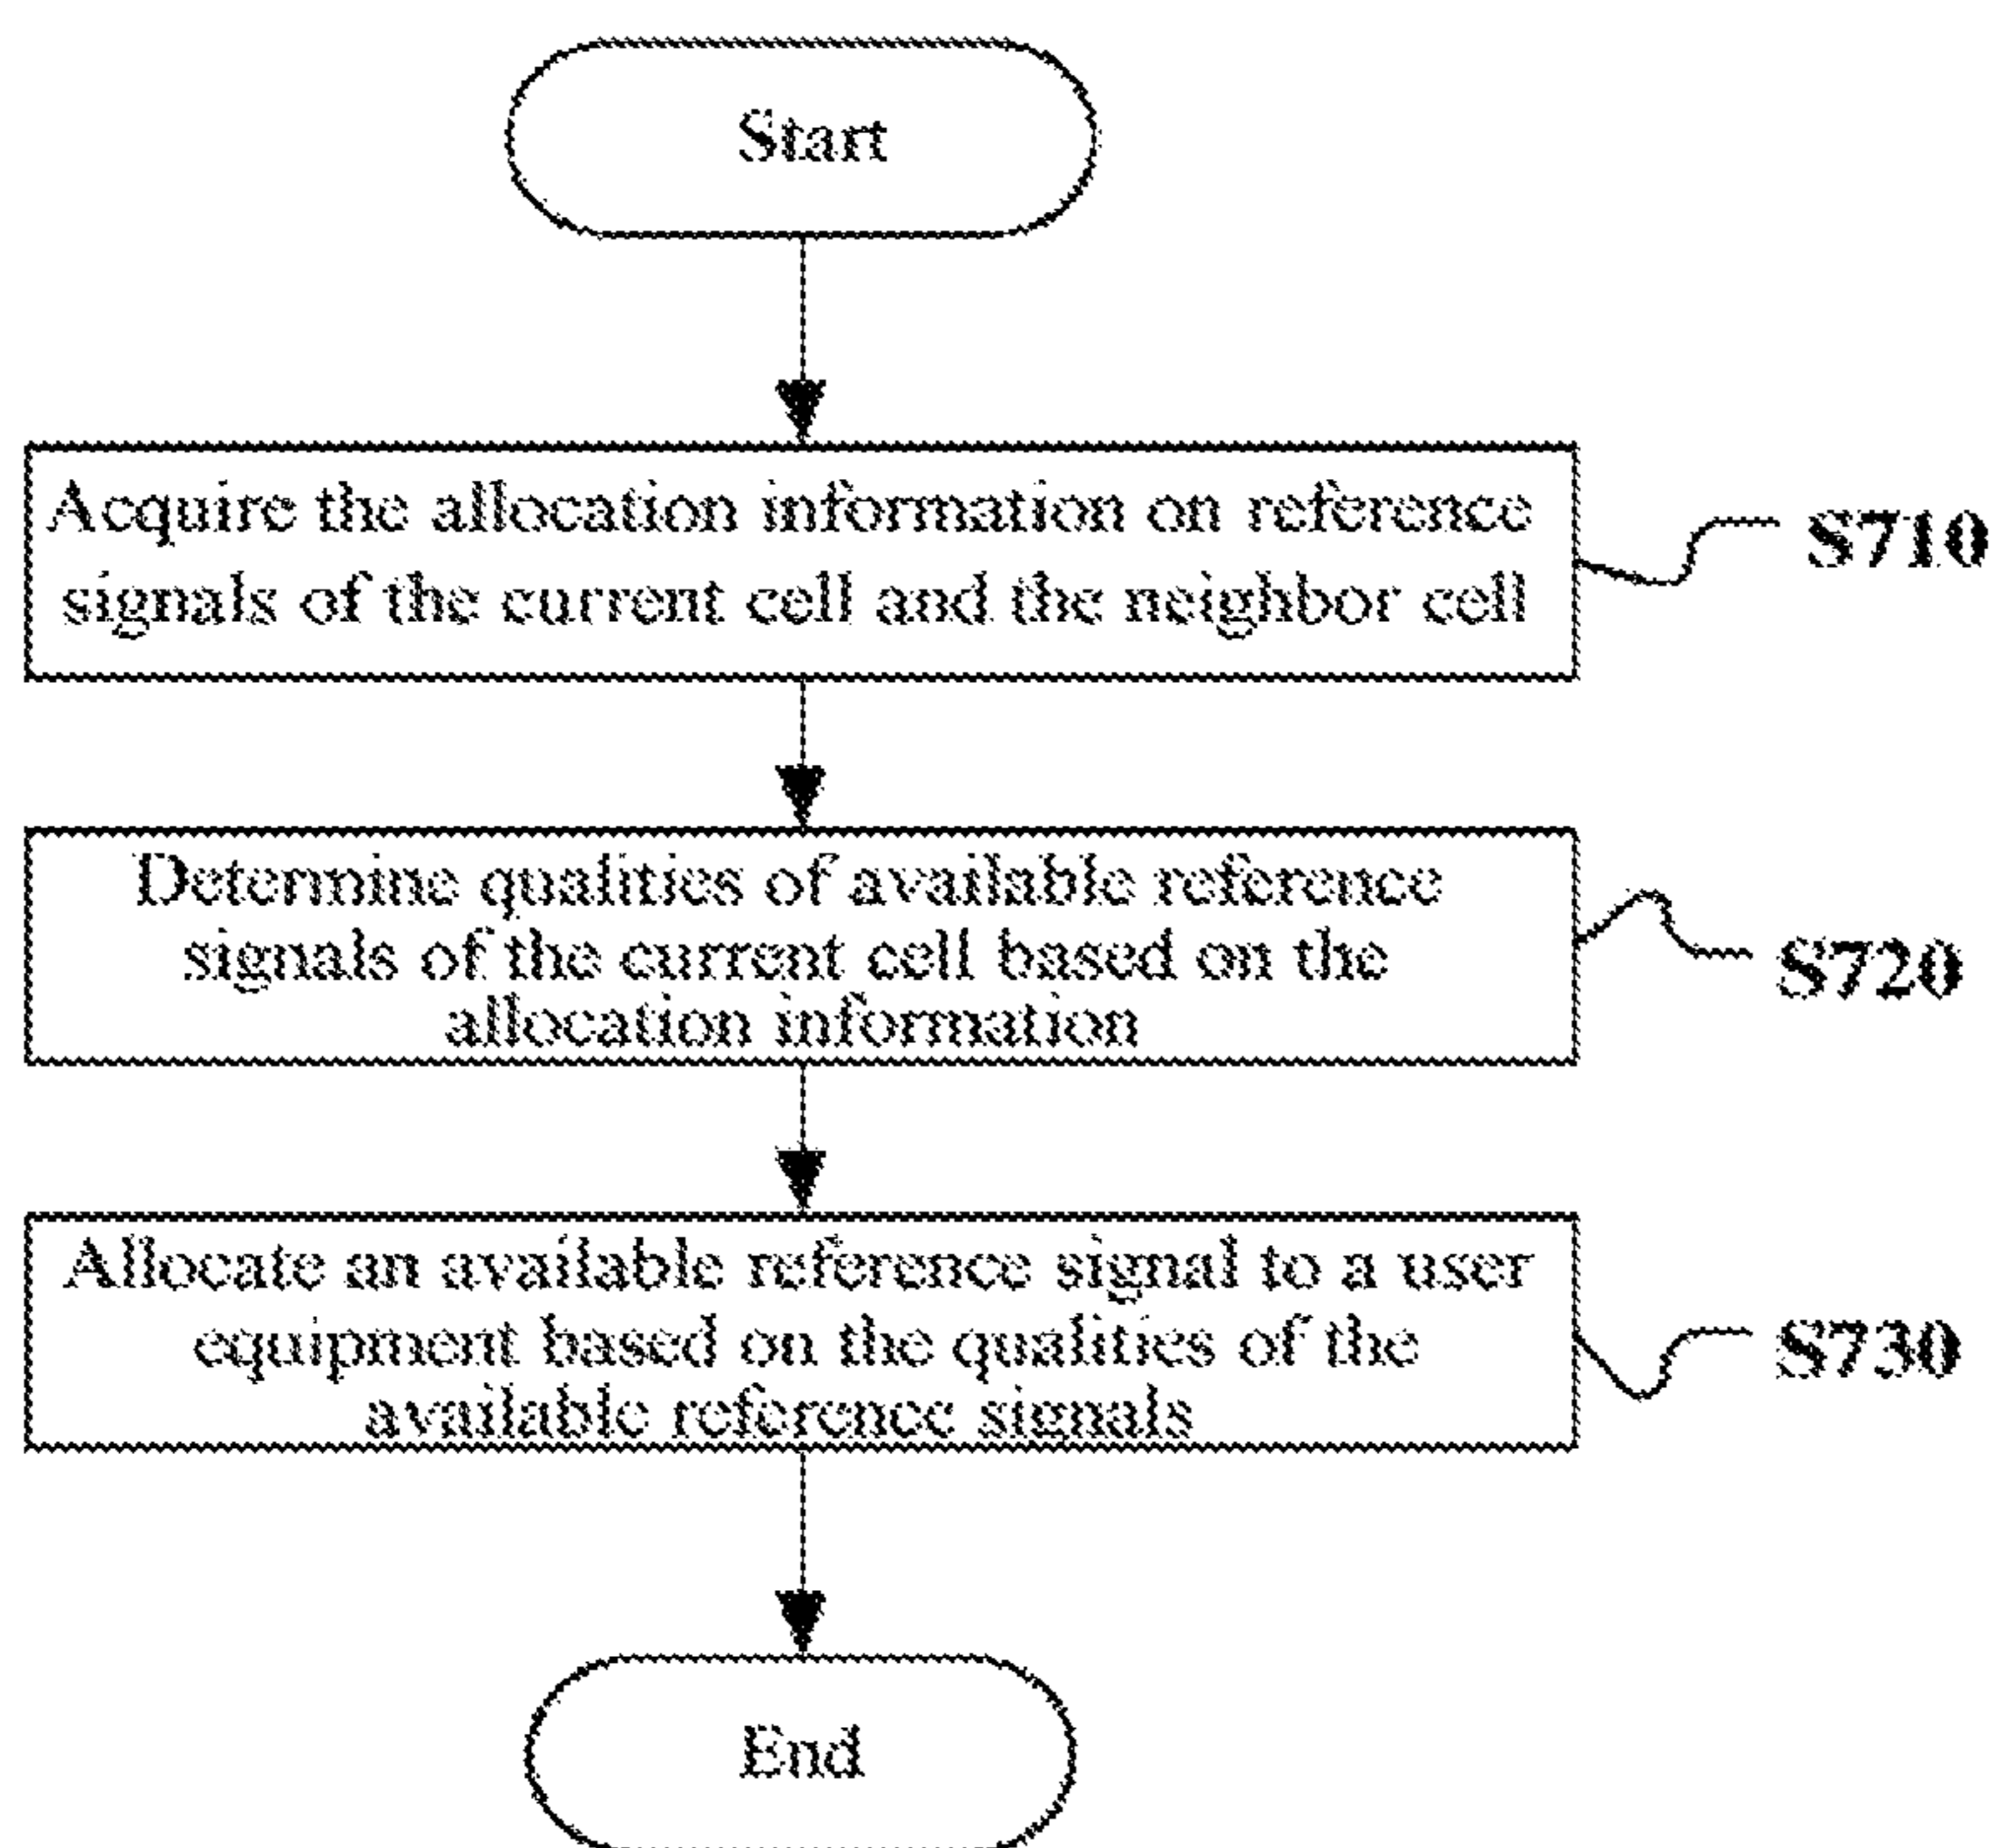 Start
Acquire the allocation information on reference
signals of the current cell and the neighbor cell
S710
Determine qualities of available reference
signals of the current cell based on the
allocation information
S720
Allocate an available reference signal to a user
equipment based on the qualities of the
available reference signals
S730
End